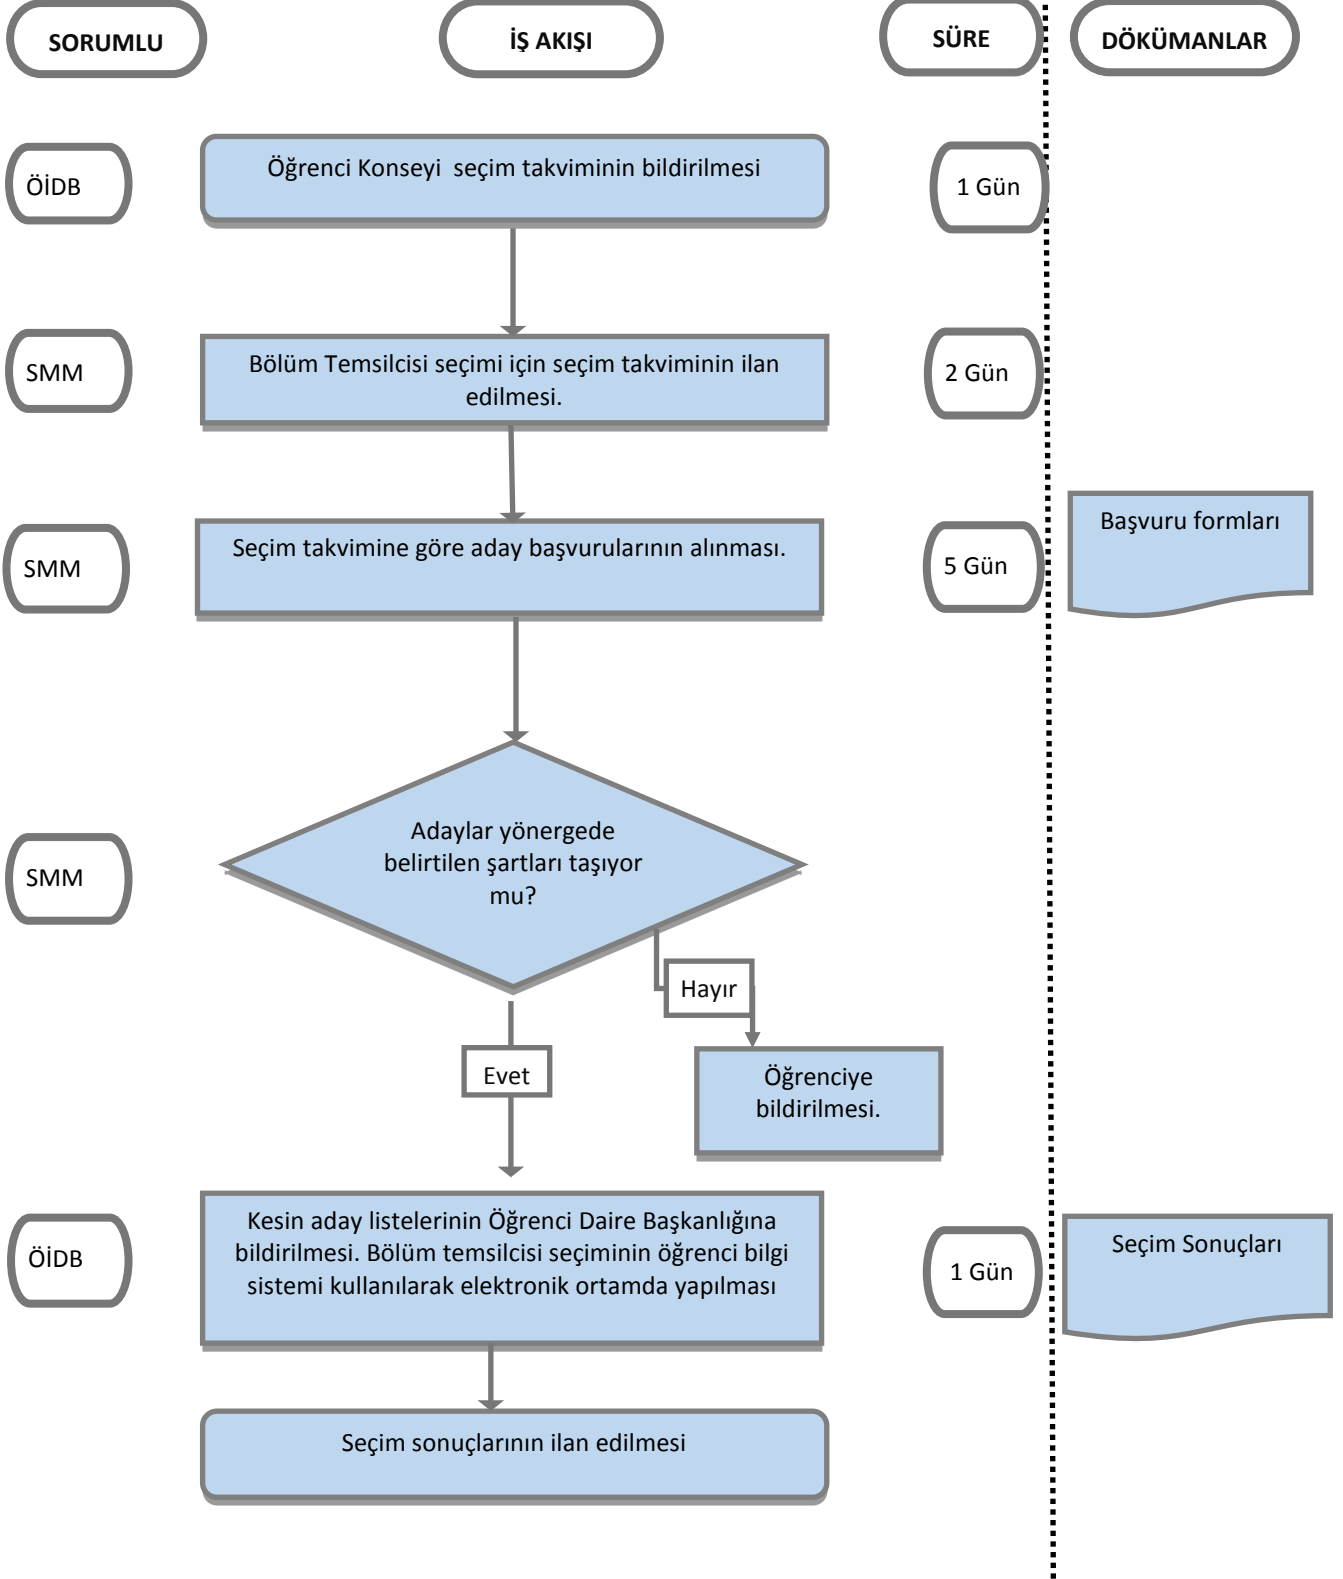 SORUMLU
İŞ AKIŞI
SÜRE
DÖKÜMANLAR
ÖİDB
Öğrenci Konseyi  seçim takviminin bildirilmesi
1 Gün
SMM
Bölüm Temsilcisi seçimi için seçim takviminin ilan
edilmesi.
2 Gün
SMM
Seçim takvimine göre aday başvurularının alınması.
5 Gün
Başvuru formları
SMM
Adaylar yönergede
belirtilen şartları taşıyor
mu?
Hayır
Evet
Öğrenciye
bildirilmesi.
ÖİDB
Kesin aday listelerinin Öğrenci Daire Başkanlığına
bildirilmesi. Bölüm temsilcisi seçiminin öğrenci bilgi
sistemi kullanılarak elektronik ortamda yapılması
1 Gün
Seçim Sonuçları
Seçim sonuçlarının ilan edilmesi